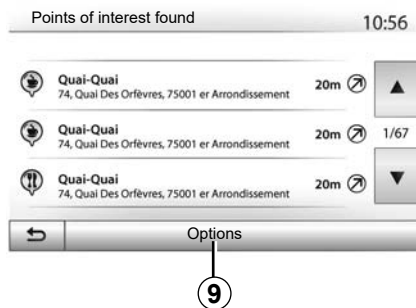 Points of interest found 10:56
Quai-Quai
74, Quai Des Orfèvres, 75001 er Arrondissement 20m
Quai-Quai
74, Quai Des Orfèvres, 75001 er Arrondissement 20m
1/67
Quai-Quai
74, Quai Des Orfèvres, 75001 er Arrondissement 20m
Options
9